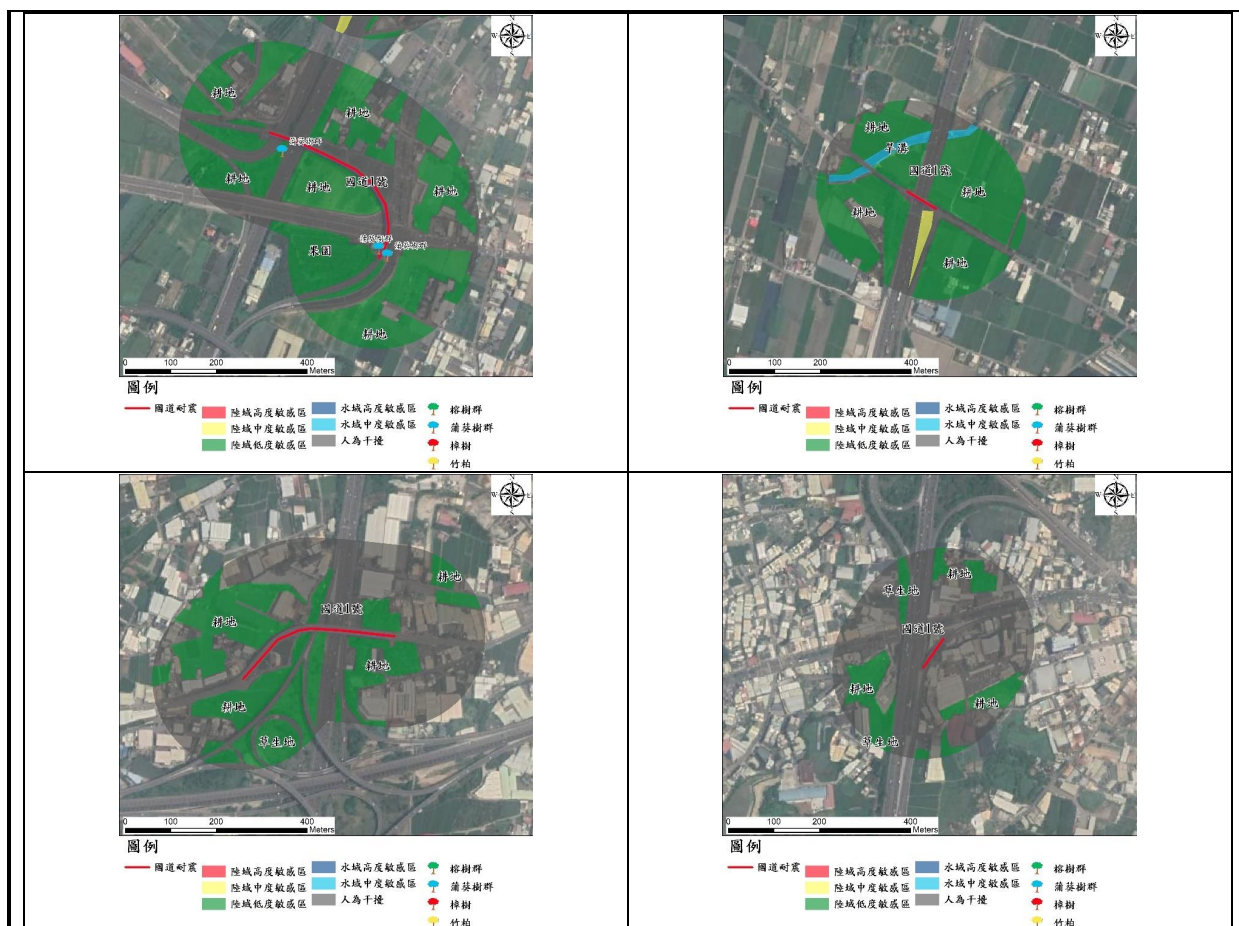 N
W
E
S
耕地
耕地
蒲葵樹群
耕地
耕地
國道1號
耕地
蒲葵樹群
蒲葵樹群
果園
耕地
0 100 200 400
Meters
圖例
國道耐震
陸域高度敏感區
陸域中度敏感區
陸域低度敏感區
水域高度敏感區
水域中度敏感區
人為干擾
榕樹群
蒲葵樹群
樟樹
竹柏
N
W
E
S
耕地
芋溝
國道1號
耕地
耕地
耕地
0 100 200 400
Meters
圖例
國道耐震
陸域高度敏感區
陸域中度敏感區
陸域低度敏感區
水域高度敏感區
水域中度敏感區
人為干擾
榕樹群
蒲葵樹群
樟樹
竹柏
N
W
E
S
耕地
國道1號
耕地
耕地
耕地
草生地
0 100 200 400
Meters
圖例
國道耐震
陸域高度敏感區
陸域中度敏感區
陸域低度敏感區
水域高度敏感區
水域中度敏感區
人為干擾
榕樹群
蒲葵樹群
樟樹
竹柏
N
W
E
S
耕地
草生地
國道1號
耕地
耕地
草生地
0 100 200 400
Meters
圖例
國道耐震
陸域高度敏感區
陸域中度敏感區
陸域低度敏感區
水域高度敏感區
水域中度敏感區
人為干擾
榕樹群
蒲葵樹群
樟樹
竹柏